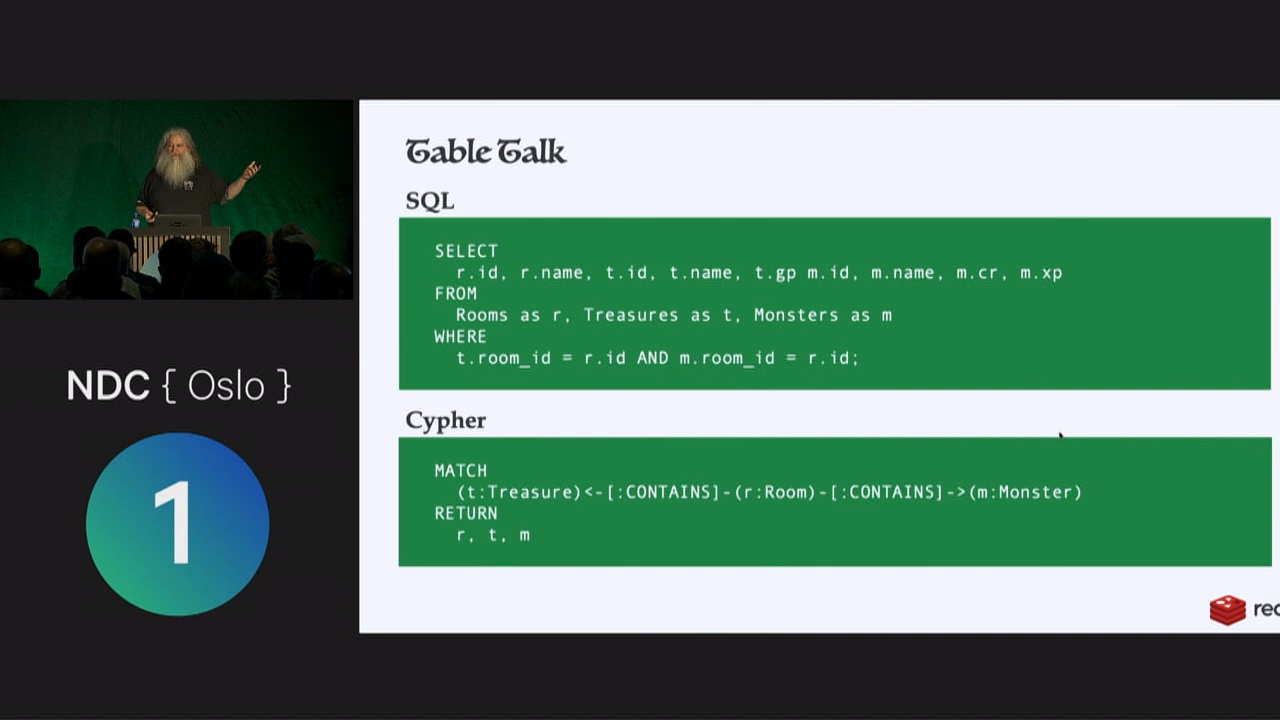 Table Talk
SQL
SELECT
r.id, r.name, t.id, t.name, t.gp m.id, m.name, m.cr, m.xp
FROM
Rooms as r, Treasures as t, Monsters as m
WHERE
t.room_id = r.id AND m.room_id = r.id;
NDC { Oslo }
1
Cypher
MATCH
(t:Treasure)<-[:CONTAINS]-(r:Room)-[:CONTAINS]->(m:Monster)
RETURN
r, t, m